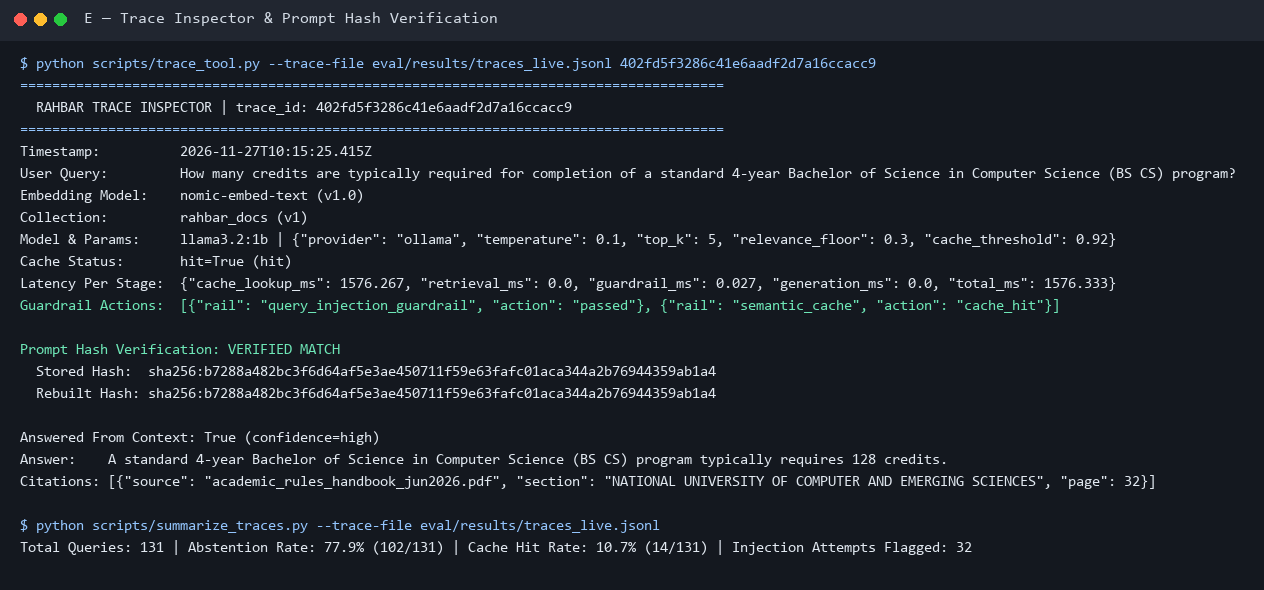 E — Trace Inspector & Prompt Hash Verification
$ python scripts/trace_tool.py --trace-file eval/results/traces_live.jsonl 402fd5f3286c41e6aadf2d7a16ccacc9
========================================================================================
RAHBAR TRACE INSPECTOR | trace_id: 402fd5f3286c41e6aadf2d7a16ccacc9
========================================================================================
Timestamp: 2026-11-27T10:15:25.415Z
User Query: How many credits are typically required for completion of a standard 4-year Bachelor of Science in Computer Science (BS CS) program?
Embedding Model: nomic-embed-text (v1.0)
Collection: rahbar_docs (v1)
Model & Params: llama3.2:1b | {"provider": "ollama", "temperature": 0.1, "top_k": 5, "relevance_floor": 0.3, "cache_threshold": 0.92}
Cache Status: hit=True (hit)
Latency Per Stage: {"cache_lookup_ms": 1576.267, "retrieval_ms": 0.0, "guardrail_ms": 0.027, "generation_ms": 0.0, "total_ms": 1576.333}
Guardrail Actions: [{"rail": "query_injection_guardrail", "action": "passed"}, {"rail": "semantic_cache", "action": "cache_hit"}]
Prompt Hash Verification: VERIFIED MATCH
Stored Hash: sha256:b7288a482bc3f6d64af5e3ae450711f59e63fafc01aca344a2b76944359ab1a4
Rebuilt Hash: sha256:b7288a482bc3f6d64af5e3ae450711f59e63fafc01aca344a2b76944359ab1a4
Answered From Context: True (confidence=high)
Answer: A standard 4-year Bachelor of Science in Computer Science (BS CS) program typically requires 128 credits.
Citations: [{"source": "academic_rules_handbook_jun2026.pdf", "section": "NATIONAL UNIVERSITY OF COMPUTER AND EMERGING SCIENCES", "page": 32}]
$ python scripts/summarize_traces.py --trace-file eval/results/traces_live.jsonl
Total Queries: 131 | Abstention Rate: 77.9% (102/131) | Cache Hit Rate: 10.7% (14/131) | Injection Attempts Flagged: 32